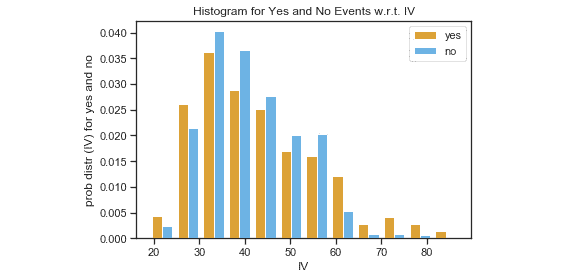 Histogram for Yes and No Events w.r.t. IV
yes
no
prob distr (IV) for yes and no
0.040
0.035
0.030
0.025
0.020
0.015
0.010
0.005
0.000
20 30 40 50 60 70 80
IV